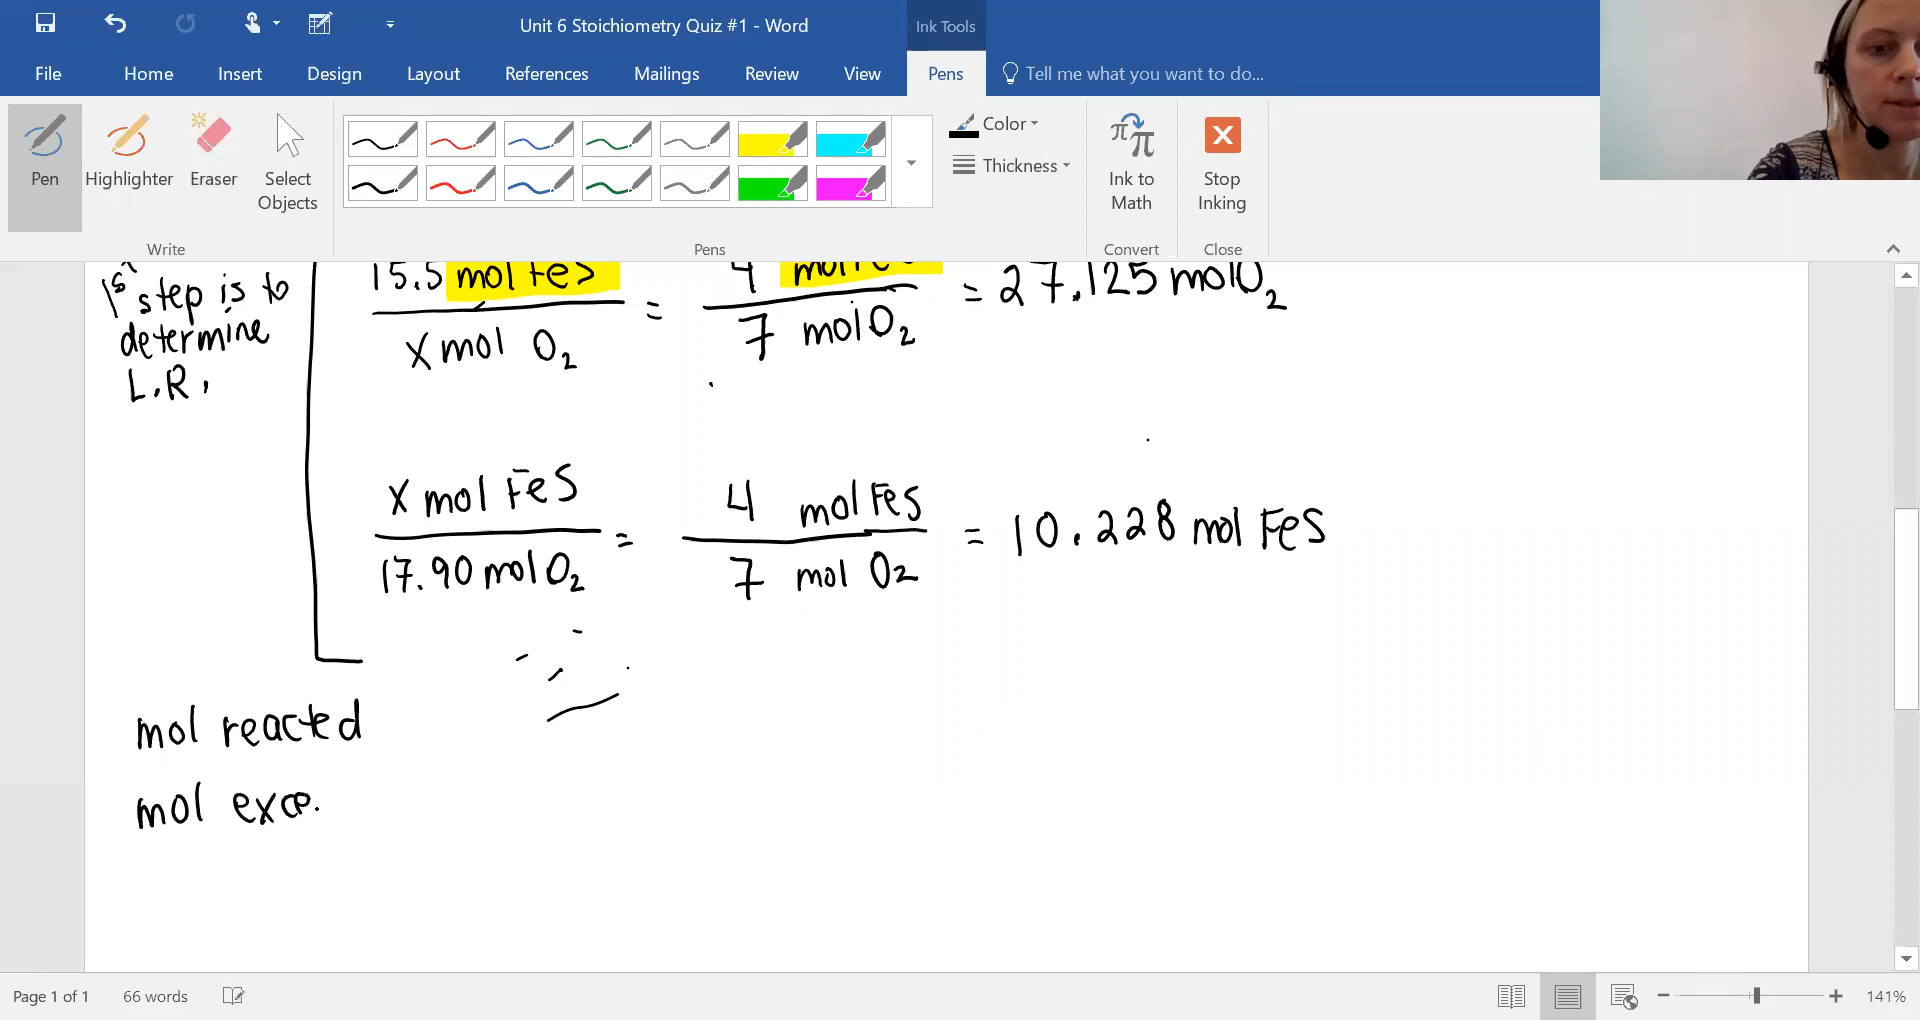 Unit 6 Stoichiometry Quiz #1 - Word
Ink Tools
File Home Insert Design Layout References Mailings Review View Pens Tell me what you want to do...
Pen Highlighter Eraser Select Objects
Color
Thickness
Ink to Math
Stop Inking
Write Pens Convert Close
1st step is to
determine
L.R.
15.5 mol FeS / x mol O2 = 4 mol FeS / 7 mol O2 = 27.125 mol O2
x mol FeS / 17.90 mol O2 = 4 mol FeS / 7 mol O2 = 10.228 mol FeS
mol reacted
mol exce.
Page 1 of 1 66 words 141%